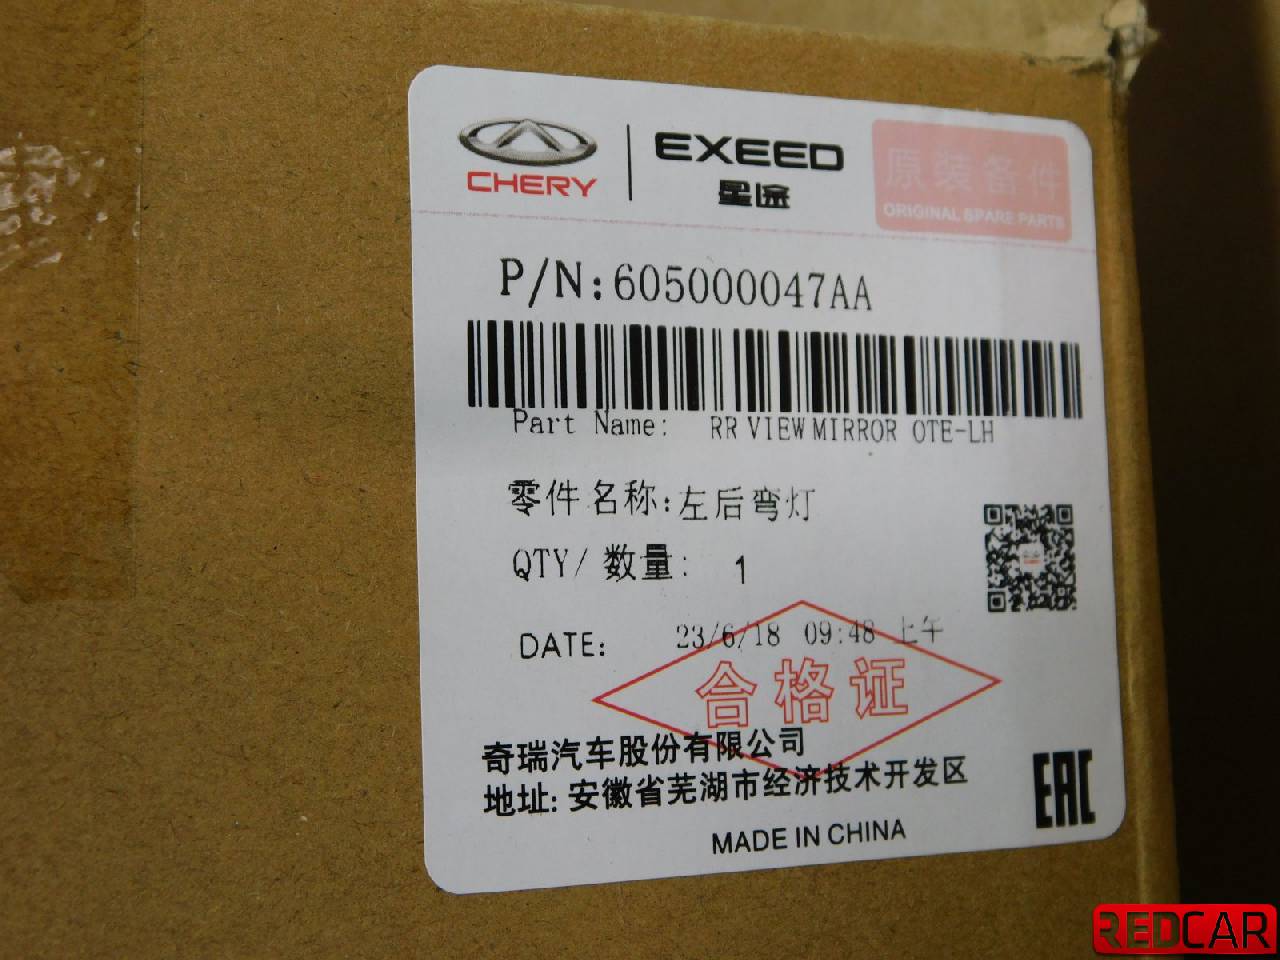 CHERY
EXEED
星途
原装备件
ORIGINAL SPARE PARTS
P/N:605000047AA
Part Name: RR VIEW MIRROR OTE-LH
零件名称:左后弯灯
QTY/数量: 1
DATE: 23/6/18 09:48 上午
合格证
奇瑞汽车股份有限公司
地址:安徽省芜湖市经济技术开发区
MADE IN CHINA
EAC
REDCAR